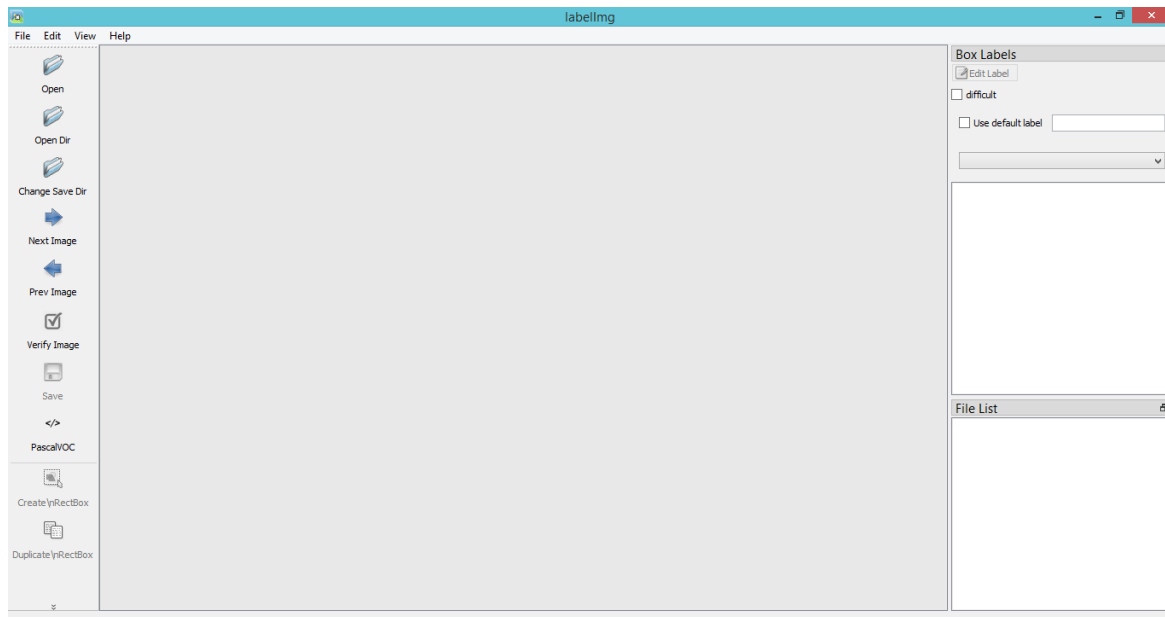 labelImg
File Edit View Help
Open
Open Dir
Change Save Dir
Next Image
Prev Image
Verify Image
Save
</>
PascalVOC
Create\nRectBox
Duplicate\nRectBox
Box Labels
Edit Label
difficult
Use default label
File List